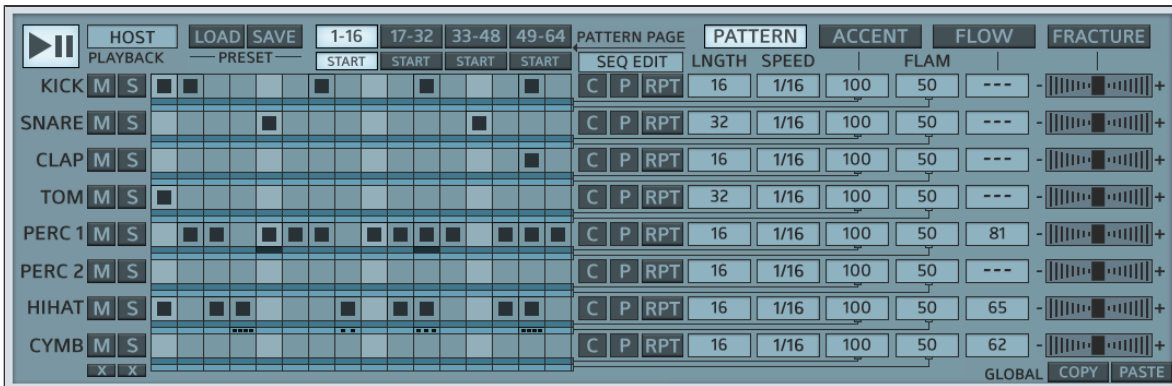 HOST LOAD SAVE 1-16 17-32 33-48 49-64 PATTERN PAGE PATTERN ACCENT FLOW FRACTURE
PLAYBACK PRESET START START START START SEQ EDIT LNGTH SPEED FLAM
KICK M S C P RPT 16 1/16 100 50 --- - +
SNARE M S C P RPT 32 1/16 100 50 --- - +
CLAP M S C P RPT 16 1/16 100 50 --- - +
TOM M S C P RPT 32 1/16 100 50 --- - +
PERC 1 M S C P RPT 16 1/16 100 50 81 - +
PERC 2 M S C P RPT 16 1/16 100 50 --- - +
HIHAT M S C P RPT 16 1/16 100 50 65 - +
CYMB M S C P RPT 16 1/16 100 50 62 - +
X X GLOBAL COPY PASTE